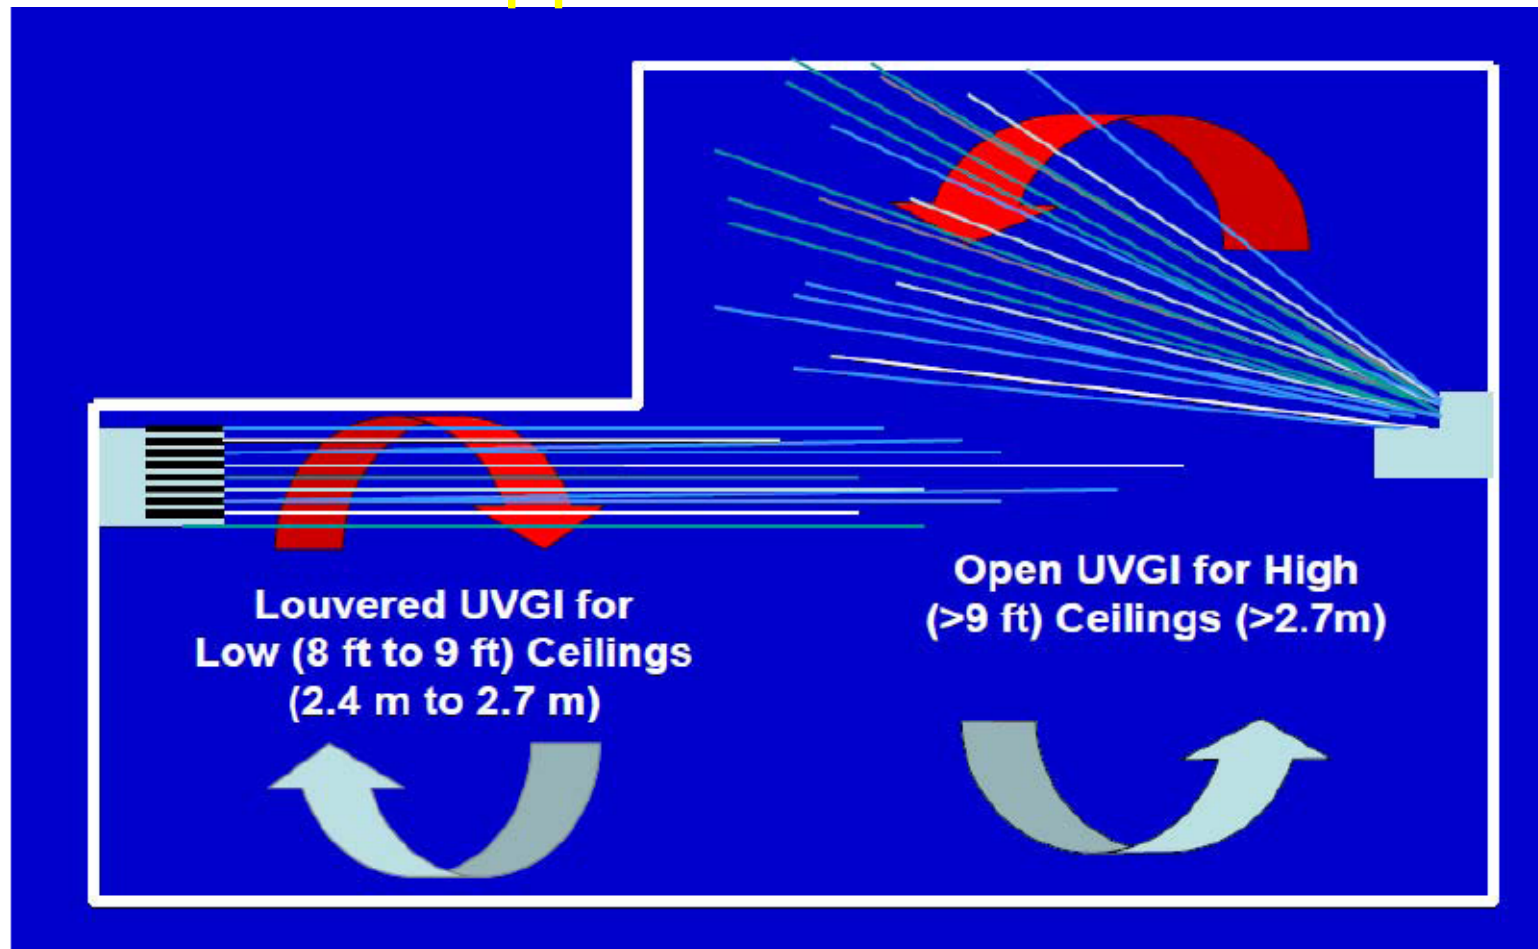 Louvered UVGI for
Low (8 ft to 9 ft) Ceilings
(2.4 m to 2.7 m)
Open UVGI for High
(>9 ft) Ceilings (>2.7m)